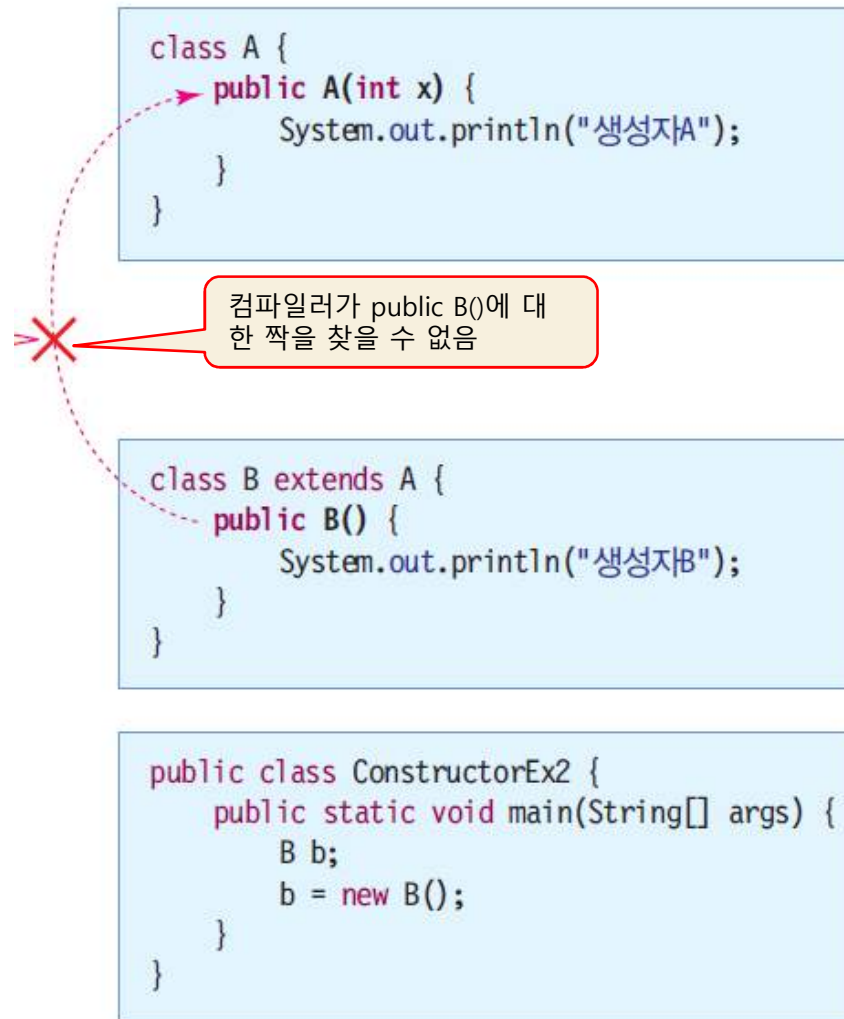 class A {
public A(int x) {
System.out.println("생성자A");
}
}
컴파일러가 public B()에 대
한 짝을 찾을 수 없음
class B extends A {
public B() {
System.out.println("생성자B");
}
}
public class ConstructorEx2 {
public static void main(String[] args) {
B b;
b = new B();
}
}